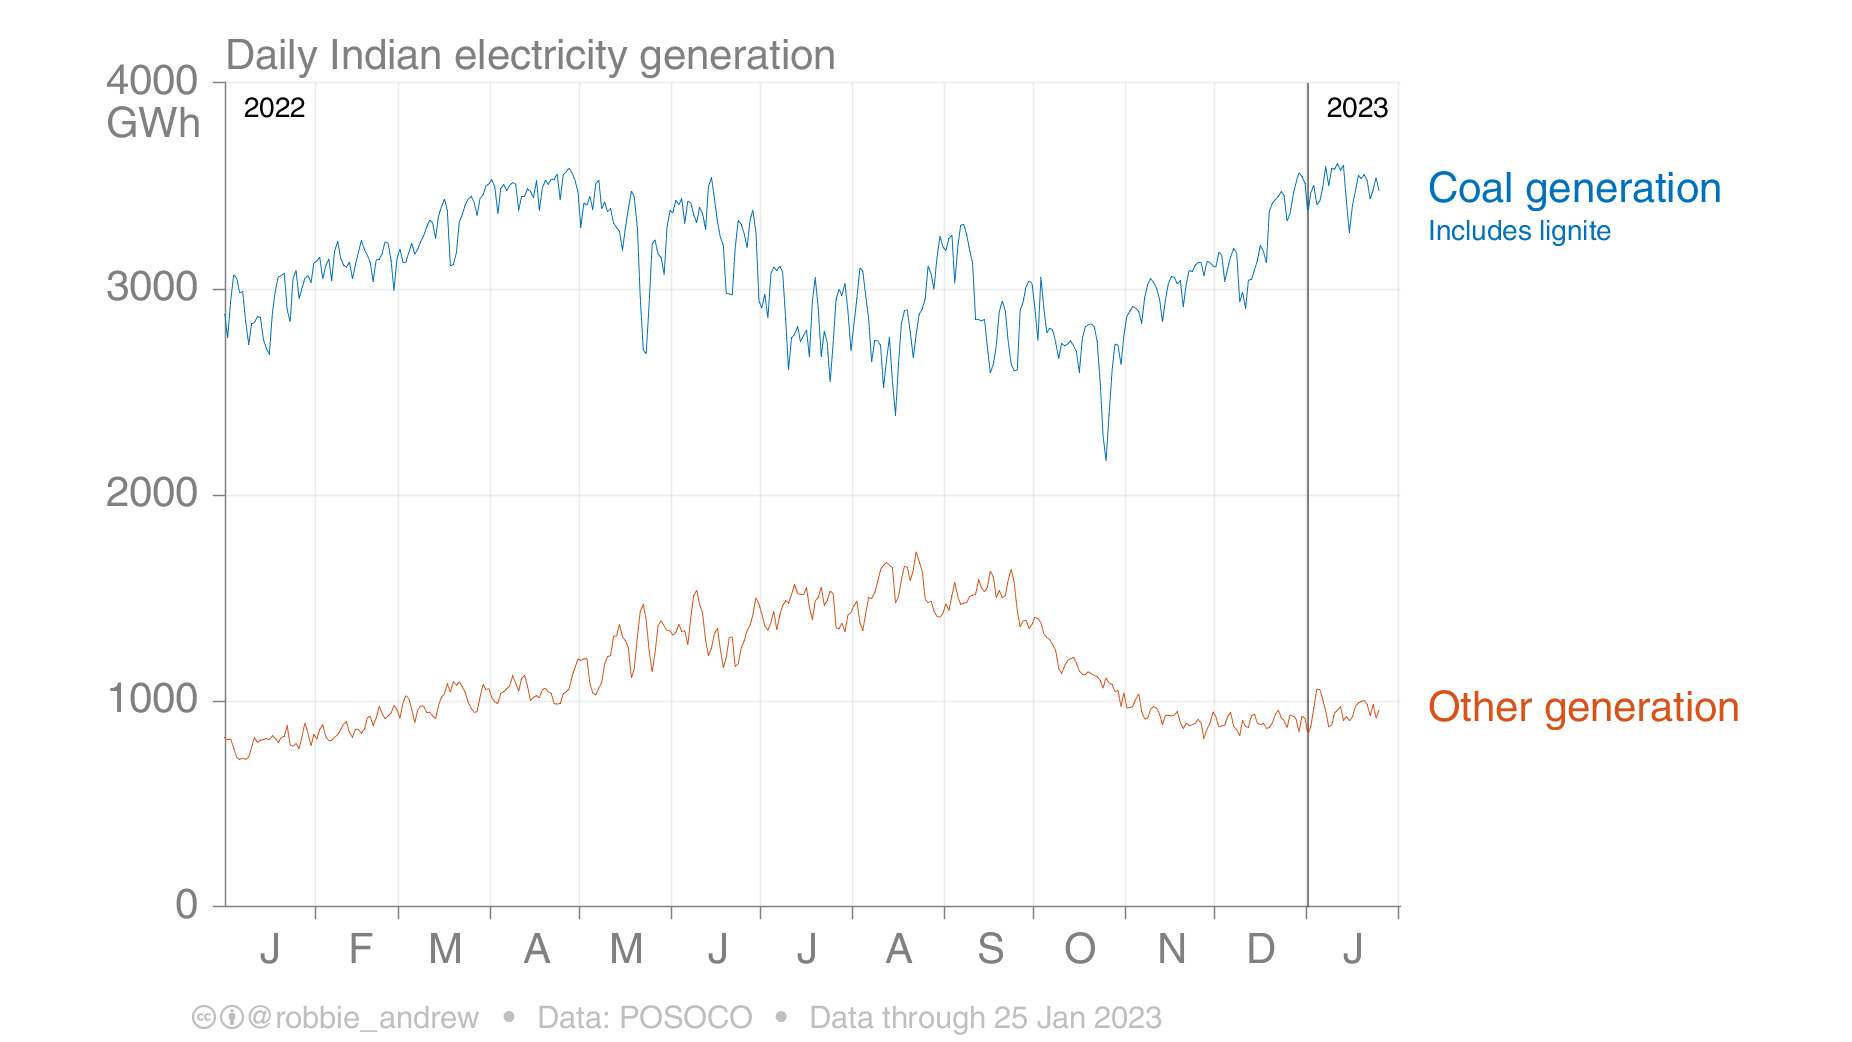 Daily Indian electricity generation
4000
GWh
2022
2023
3000
2000
1000
0
Coal generation
Includes lignite
Other generation
J F M A M J J A S O N D J
cc @robbie_andrew • Data: POSOCO • Data through 25 Jan 2023